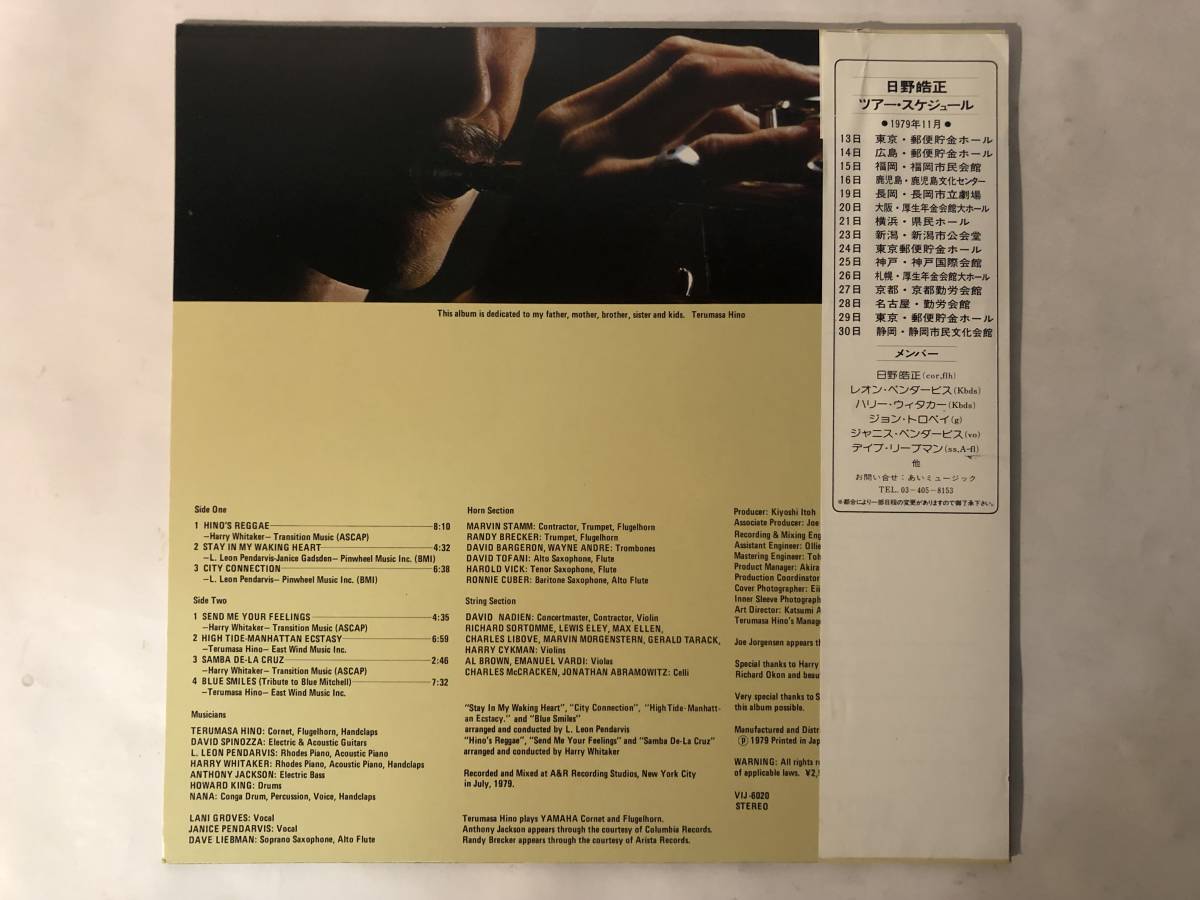 This album is dedicated to my father, mother, brother, sister and kids. Terumasa Hino
Side One
1 HINO'S REGGAE 8:10
—Harry Whitaker— Transition Music (ASCAP)
2 STAY IN MY WAKING HEART 4:32
—L. Leon Pendarvis-Janice Gadsden— Pinwheel Music Inc. (BMI)
3 CITY CONNECTION 6:38
—L. Leon Pendarvis— Pinwheel Music Inc. (BMI)
Side Two
1 SEND ME YOUR FEELINGS 4:35
—Harry Whitaker— Transition Music (ASCAP)
2 HIGH TIDE-MANHATTAN ECSTASY 6:59
—Terumasa Hino— East Wind Music Inc.
3 SAMBA DE-LA CRUZ 2:46
—Harry Whitaker— Transition Music (ASCAP)
4 BLUE SMILES (Tribute to Blue Mitchell) 7:32
—Terumasa Hino— East Wind Music Inc.
Musicians
TERUMASA HINO: Cornet, Flugelhorn, Handclaps
DAVID SPINOZZA: Electric & Acoustic Guitars
L. LEON PENDARVIS: Rhodes Piano, Acoustic Piano
HARRY WHITAKER: Rhodes Piano, Acoustic Piano, Handclaps
ANTHONY JACKSON: Electric Bass
HOWARD KING: Drums
NANA: Conga Drum, Percussion, Voice, Handclaps
LANI GROVES: Vocal
JANICE PENDARVIS: Vocal
DAVE LIEBMAN: Soprano Saxophone, Alto Flute
Horn Section
MARVIN STAMM: Contractor, Trumpet, Flugelhorn
RANDY BRECKER: Trumpet, Flugelhorn
DAVID BARGERON, WAYNE ANDRE: Trombones
DAVID TOFANI: Alto Saxophone, Flute
HAROLD VICK: Tenor Saxophone, Flute
RONNIE CUBER: Baritone Saxophone, Alto Flute
String Section
DAVID NADIEN: Concertmaster, Contractor, Violin
RICHARD SORTOMME, LEWIS ELEY, MAX ELLEN,
CHARLES LIBOVE, MARVIN MORGENSTERN, GERALD TARACK,
HARRY CYKMAN: Violins
AL BROWN, EMANUEL VARDI: Violas
CHARLES McCRACKEN, JONATHAN ABRAMOWITZ: Celli
"Stay In My Waking Heart", "City Connection", "High Tide-Manhatt-
an Ecstacy." and "Blue Smiles"
arranged and conducted by L. Leon Pendarvis
"Hino's Reggae", "Send Me Your Feelings" and "Samba De-La Cruz"
arranged and conducted by Harry Whitaker
Recorded and Mixed at A&R Recording Studios, New York City
in July, 1979.
Terumasa Hino plays YAMAHA Cornet and Flugelhorn.
Anthony Jackson appears through the courtesy of Columbia Records.
Randy Brecker appears through the courtesy of Arista Records.
Producer: Kiyoshi Itoh
Associate Producer: Joe
Recording & Mixing Eng
Assistant Engineer: Ollie
Mastering Engineer: Toh
Product Manager: Akira
Production Coordinator
Cover Photographer: Eii
Inner Sleeve Photograph
Art Director: Katsumi A
Terumasa Hino's Manage
Joe Jorgensen appears th
Special thanks to Harry
Richard Okon and beau
Very special thanks to S
this album possible.
Manufactured and Distr
Ⓟ 1979 Printed in Jap
WARNING: All rights r
of applicable laws. ¥2,
VIJ-6020
STEREO
日野皓正
ツアー・スケジュール
●1979年11月●
13日 東京・郵便貯金ホール
14日 広島・郵便貯金ホール
15日 福岡・福岡市民会館
16日 鹿児島・鹿児島文化センター
19日 長岡・長岡市立劇場
20日 大阪・厚生年金会館大ホール
21日 横浜・県民ホール
23日 新潟・新潟市公会堂
24日 東京郵便貯金ホール
25日 神戸・神戸国際会館
26日 札幌・厚生年金会館大ホール
27日 京都・京都勤労会館
28日 名古屋・勤労会館
29日 東京・郵便貯金ホール
30日 静岡・静岡市民文化会館
メンバー
日野皓正(cor,flh)
レオン・ペンダービス(Kbds)
ハリー・ウィタカー(Kbds)
ジョン・トロペイ(g)
ジャニス・ペンダービス(vo)
デイブ・リーブマン(ss,A-fl)
他
お問い合せ：あいミュージック
TEL. 03-405-8153
※都合により一部日程の変更がありますので御了承下さい。